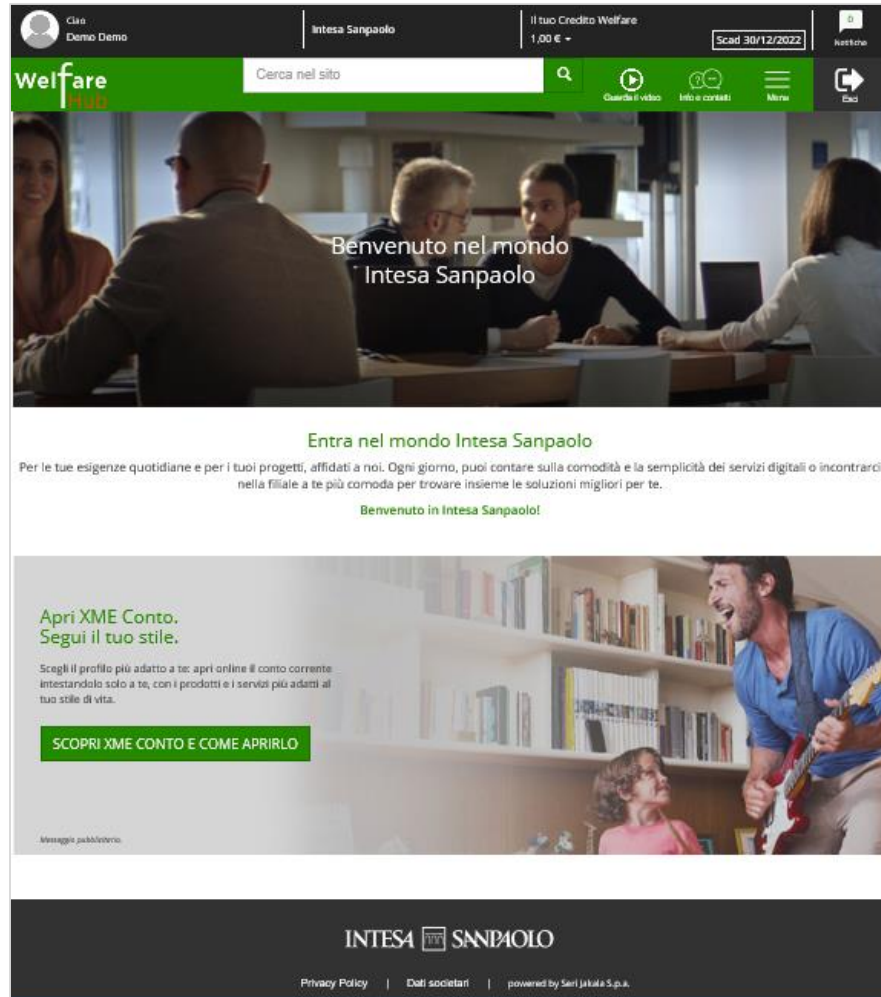 Ciao
Demo Demo
Intesa Sanpaolo
Il tuo Credito Welfare
1,00 €
Scad 30/12/2022
0
Notifiche
Welfare
Hub
Cerca nel sito
Guarda il video
Info e contatti
Menu
Esci
Benvenuto nel mondo
Intesa Sanpaolo
Entra nel mondo Intesa Sanpaolo
Per le tue esigenze quotidiane e per i tuoi progetti, affidati a noi. Ogni giorno, puoi contare sulla comodità e la semplicità dei servizi digitali o incontrarci
nella filiale a te più comoda per trovare insieme le soluzioni migliori per te.
Benvenuto in Intesa Sanpaolo!
Apri XME Conto.
Segui il tuo stile.
Scegli il profilo più adatto a te: apri online il conto corrente
intestandolo solo a te, con i prodotti e i servizi più adatti al
tuo stile di vita.
SCOPRI XME CONTO E COME APRIRLO
Messaggio pubblicitario.
INTESA SANPAOLO
Privacy Policy | Dati societari | powered by Seri Jakala S.p.a.